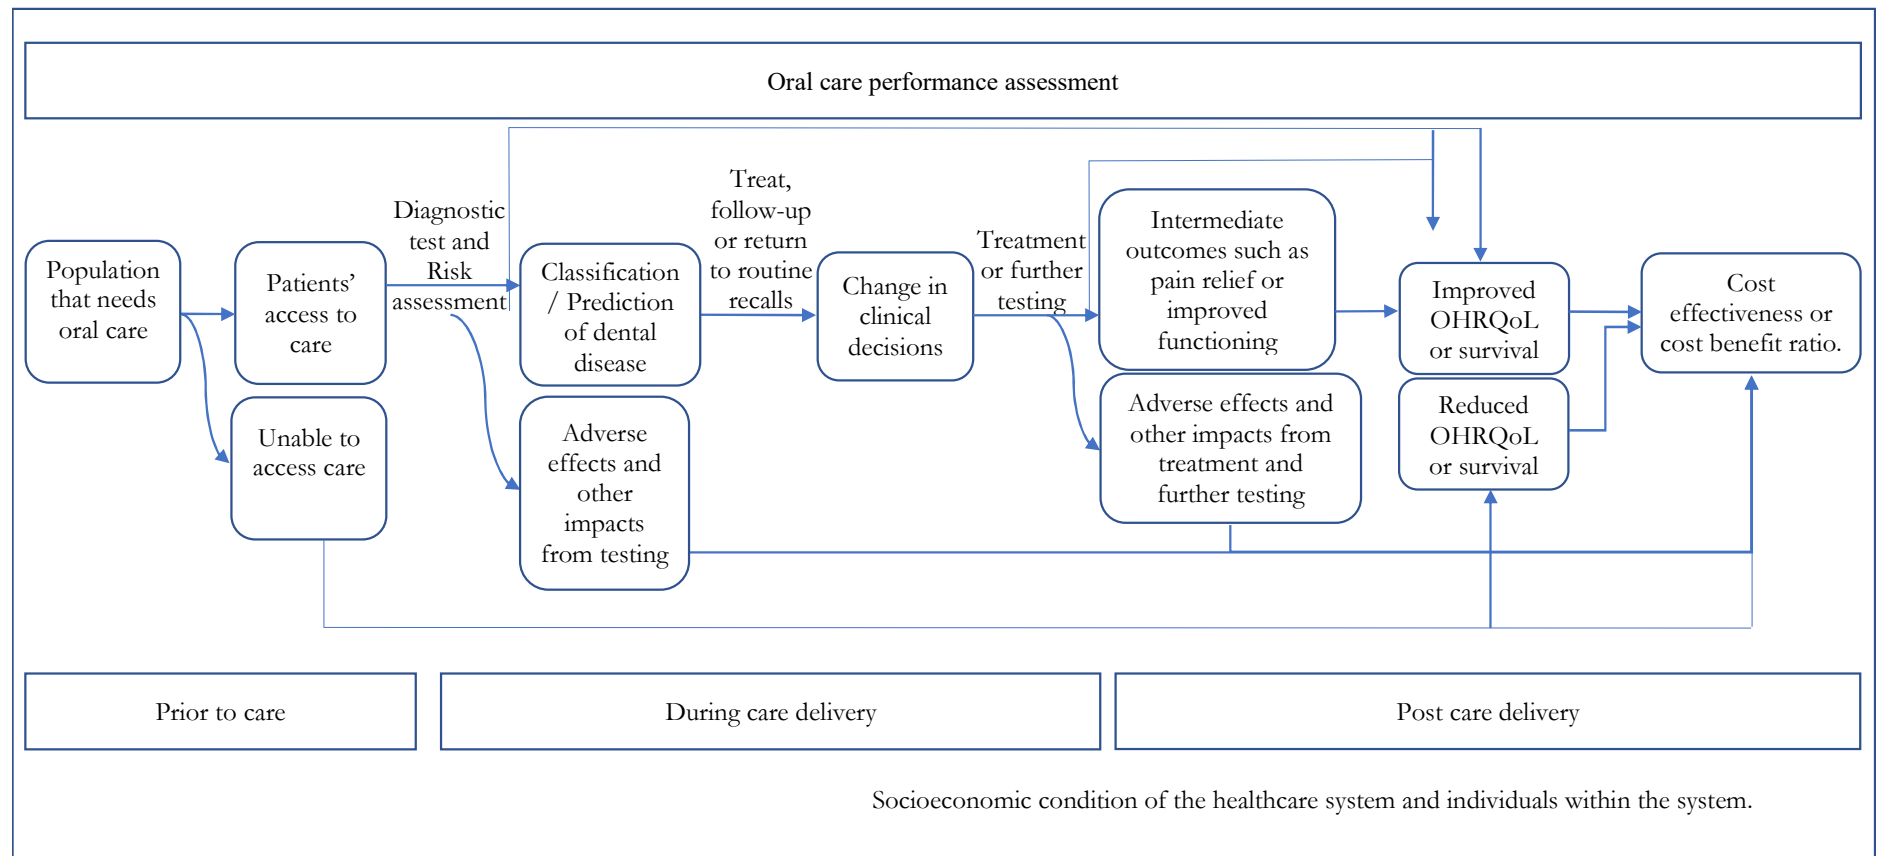 Oral care performance assessment
Population
that needs
oral care
Patients’
access to
care
Unable to
access care
Diagnostic
test and
Risk
assessment
Classification
/ Prediction
of dental
disease
Adverse
effects and
other
impacts
from testing
Treat,
follow-up
or return
to routine
recalls
Change in
clinical
decisions
Treatment
or further
testing
Intermediate
outcomes such as
pain relief or
improved
functioning
Adverse effects and
other impacts from
treatment and
further testing
Improved
OHRQoL
or survival
Reduced
OHRQoL
or survival
Cost
effectiveness or
cost benefit ratio.
Prior to care
During care delivery
Post care delivery
Socioeconomic condition of the healthcare system and individuals within the system.